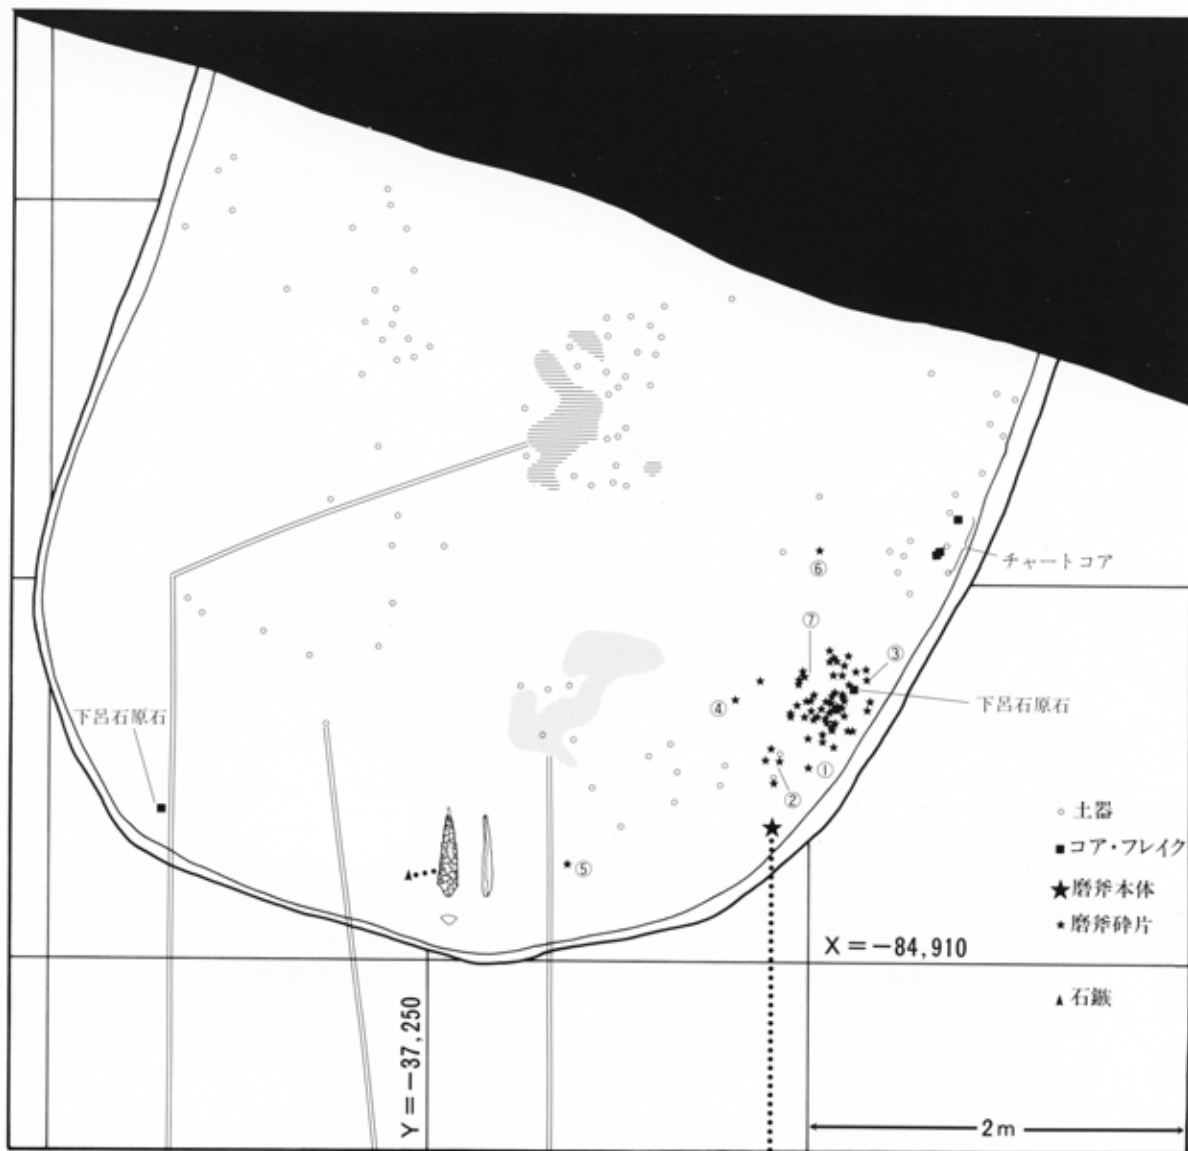 チャートコア
⑥
⑦
③
下呂石原石
④
下呂石原石
①
②
○ 土器
■ コア・フレイク
★ 磨斧本体
⑤
★ 磨斧砕片
X=-84,910
▲ 石鏃
Y=-37,250
2m